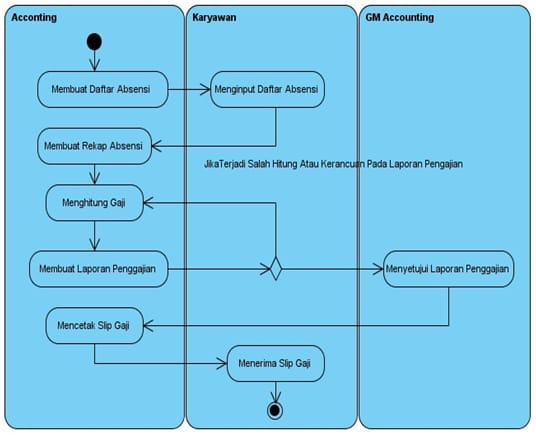 Acconting
Karyawan
GM Accounting
Membuat Daftar Absensi
Menginput Daftar Absensi
Membuat Rekap Absensi
JikaTerjadi Salah Hitung Atau Kerancuan Pada Laporan Pengajian
Menghitung Gaji
Membuat Laporan Penggajian
Menyetujui Laporan Penggajian
Mencetak Slip Gaji
Menerima Slip Gaji